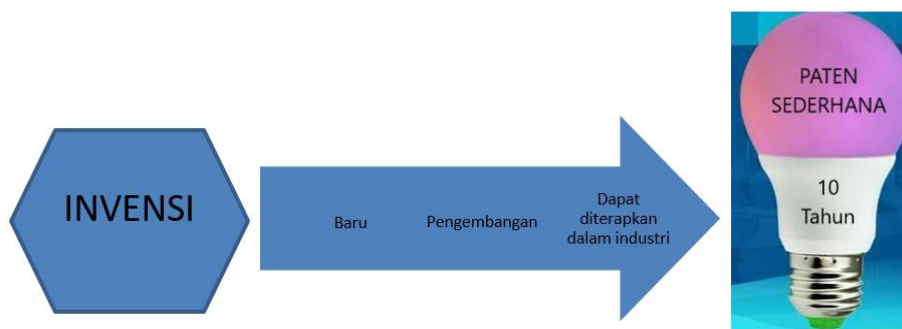 INVENSI
Baru
Pengembangan
Dapat
diterapkan
dalam industri
PATEN
SEDERHANA
10
Tahun